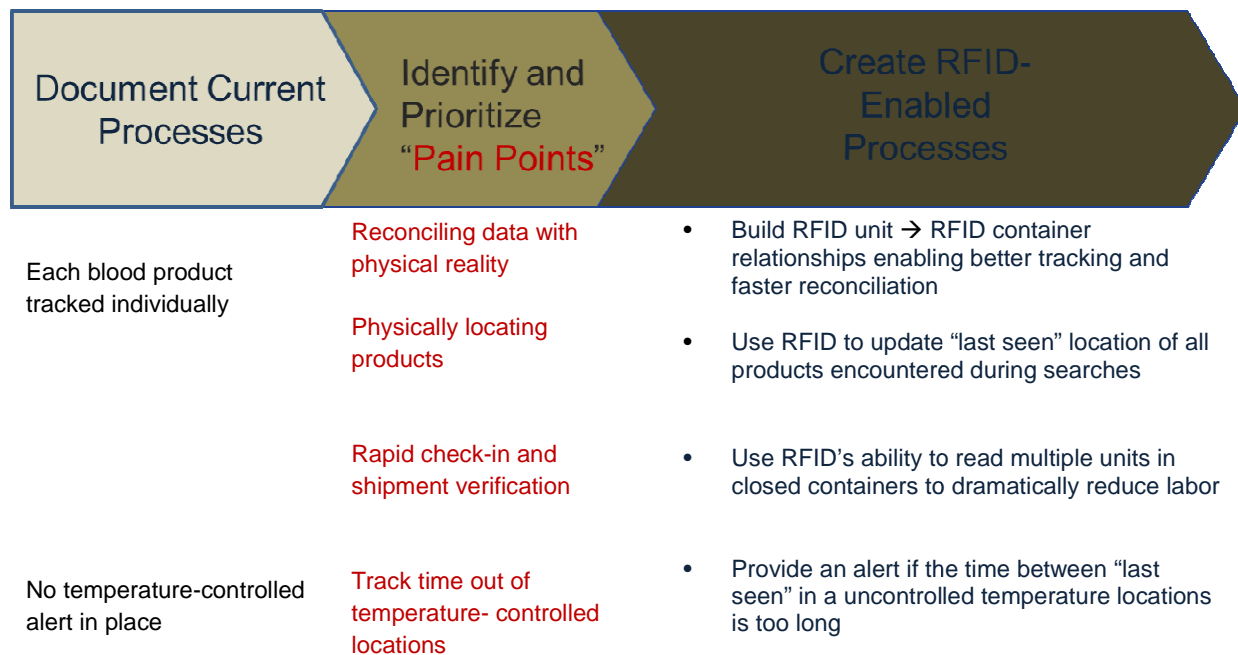 Document Current
Processes
Identify and
Prioritize
“Pain Points”
Create RFID-
Enabled
Processes
Each blood product
tracked individually
Reconciling data with
physical reality
• Build RFID unit → RFID container
relationships enabling better tracking and
faster reconciliation
Physically locating
products
• Use RFID to update “last seen” location of all
products encountered during searches
Rapid check-in and
shipment verification
• Use RFID’s ability to read multiple units in
closed containers to dramatically reduce labor
No temperature-controlled
alert in place
Track time out of
temperature- controlled
locations
• Provide an alert if the time between “last
seen” in a uncontrolled temperature locations
is too long